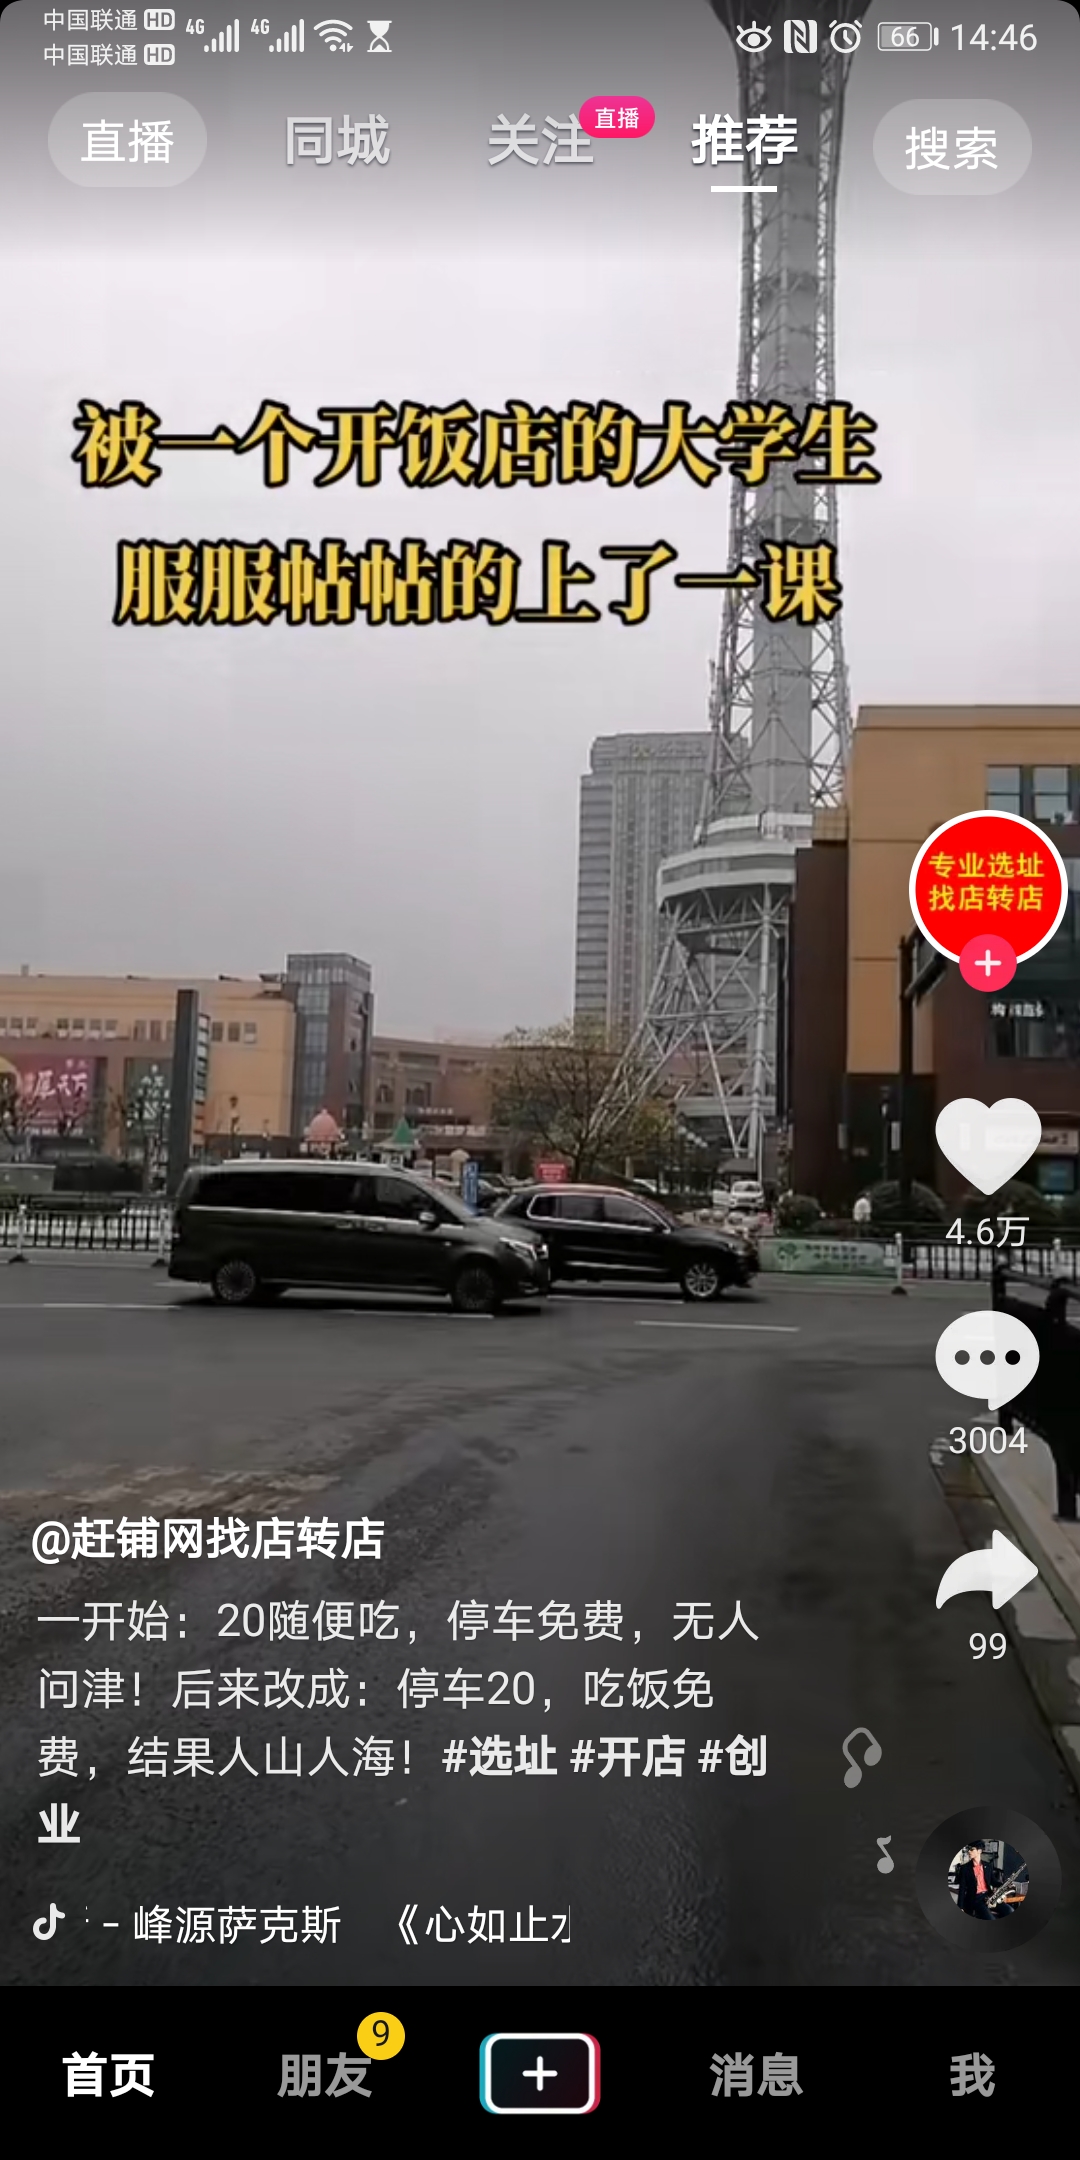 中国联通 HD 4G 4G 66 14:46
中国联通 HD
直播 同城 关注 直播 推荐 搜索
被一个开饭店的大学生
服服帖帖的上了一课
专业选址
找店转店
4.6万
3004
99
@赶铺网找店转店
一开始：20随便吃，停车免费，无人
问津！后来改成：停车20，吃饭免
费，结果人山人海！#选址 #开店 #创
业
- 峰源萨克斯 《心如止
首页 朋友 9 消息 我